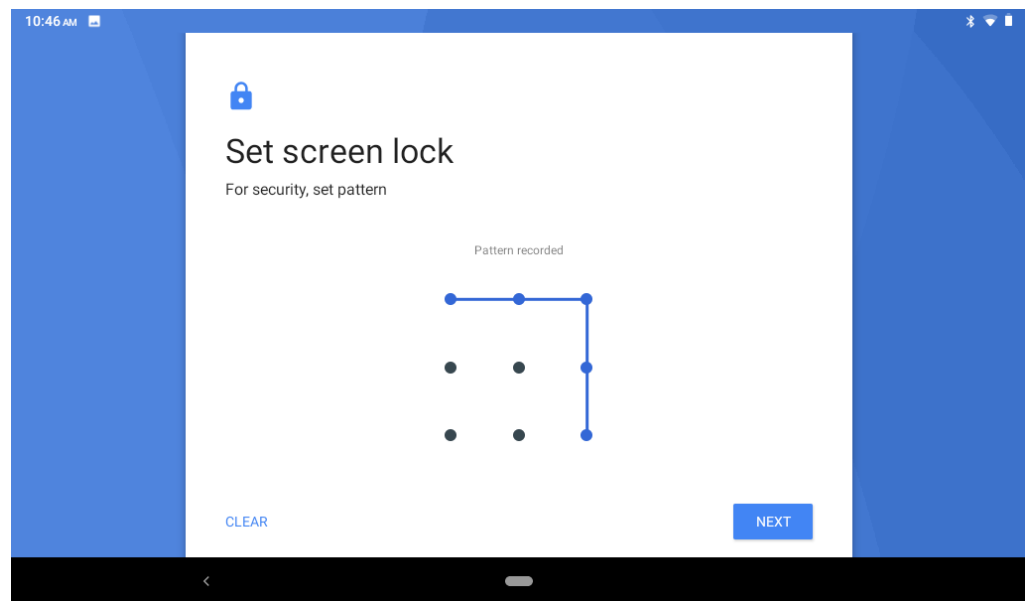 10:46 AM
Set screen lock
For security, set pattern
Pattern recorded
CLEAR
NEXT